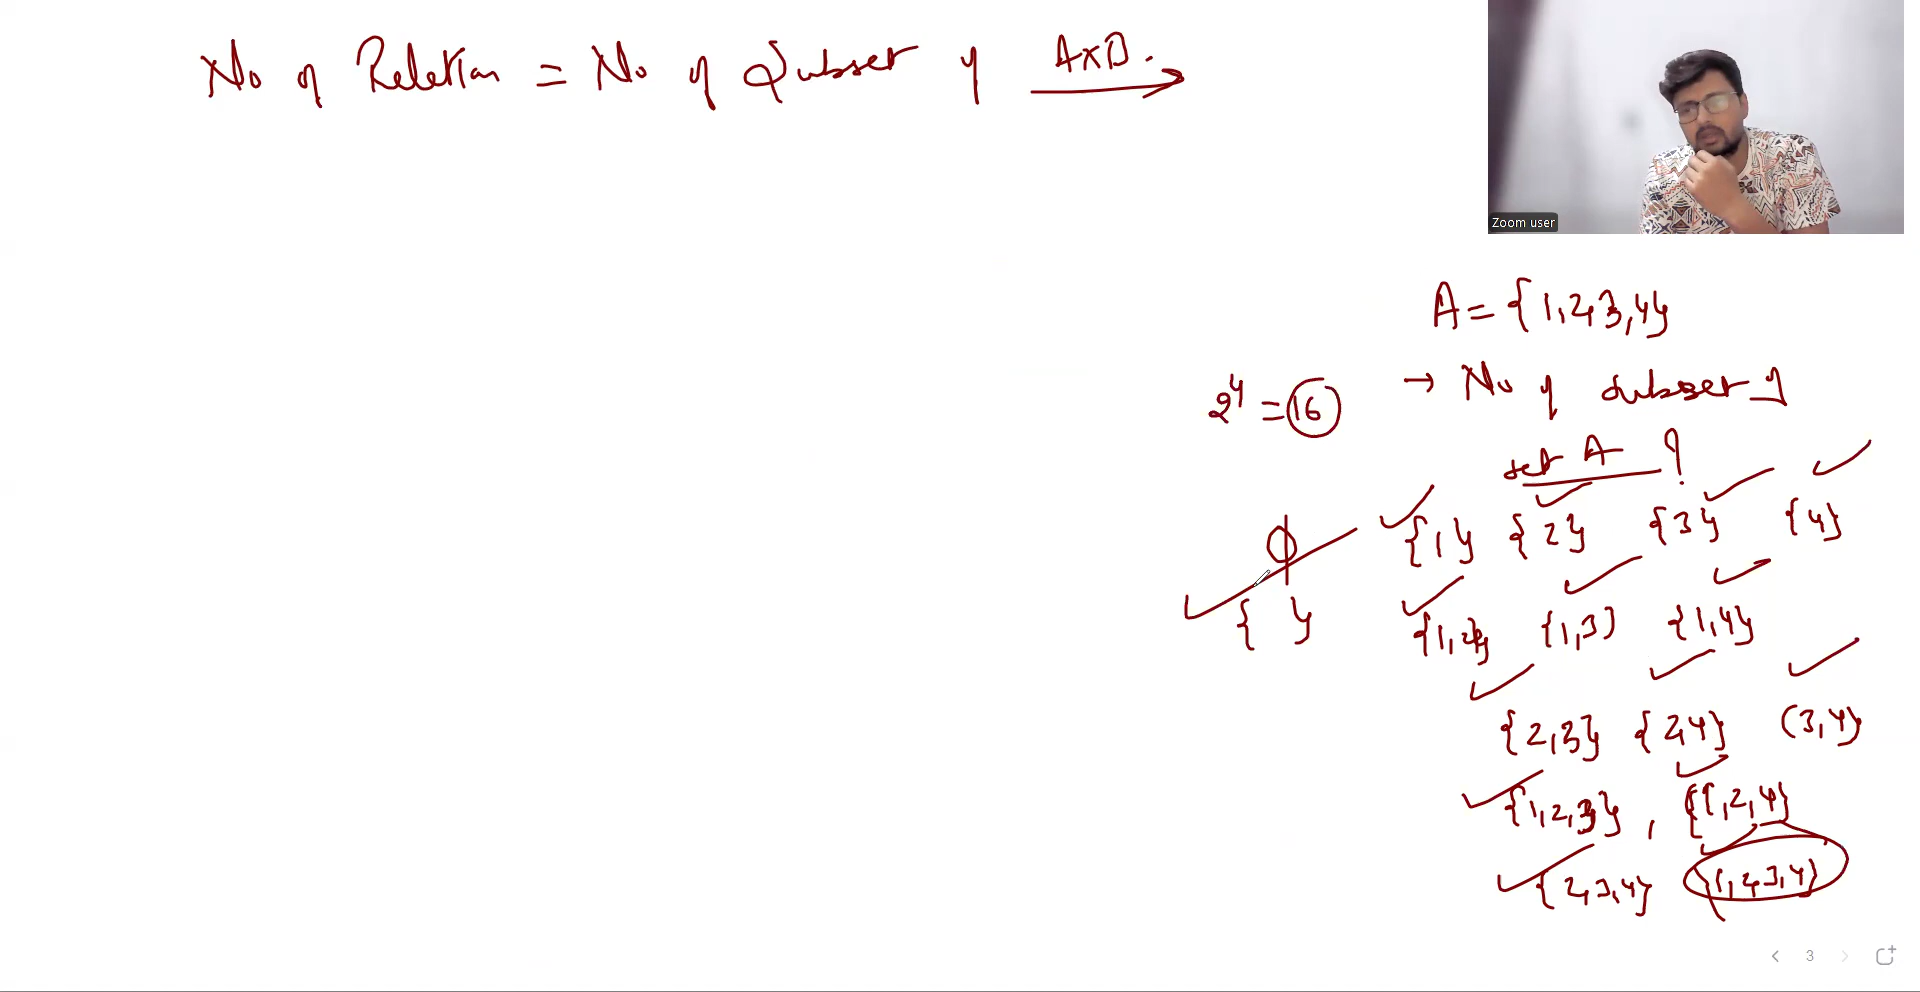 No of Relation = No of Subset of A×B.
Zoom user
A = {1,2,3,4}
→ No of subset of
2^4 = 16
set A ?
{1} {2} {3} {4}
ϕ
{ }
{1,2} {1,3} {1,4}
{2,3} {2,4} {3,4}
{1,2,3} , {1,2,4}
{2,3,4} {1,2,3,4}
3